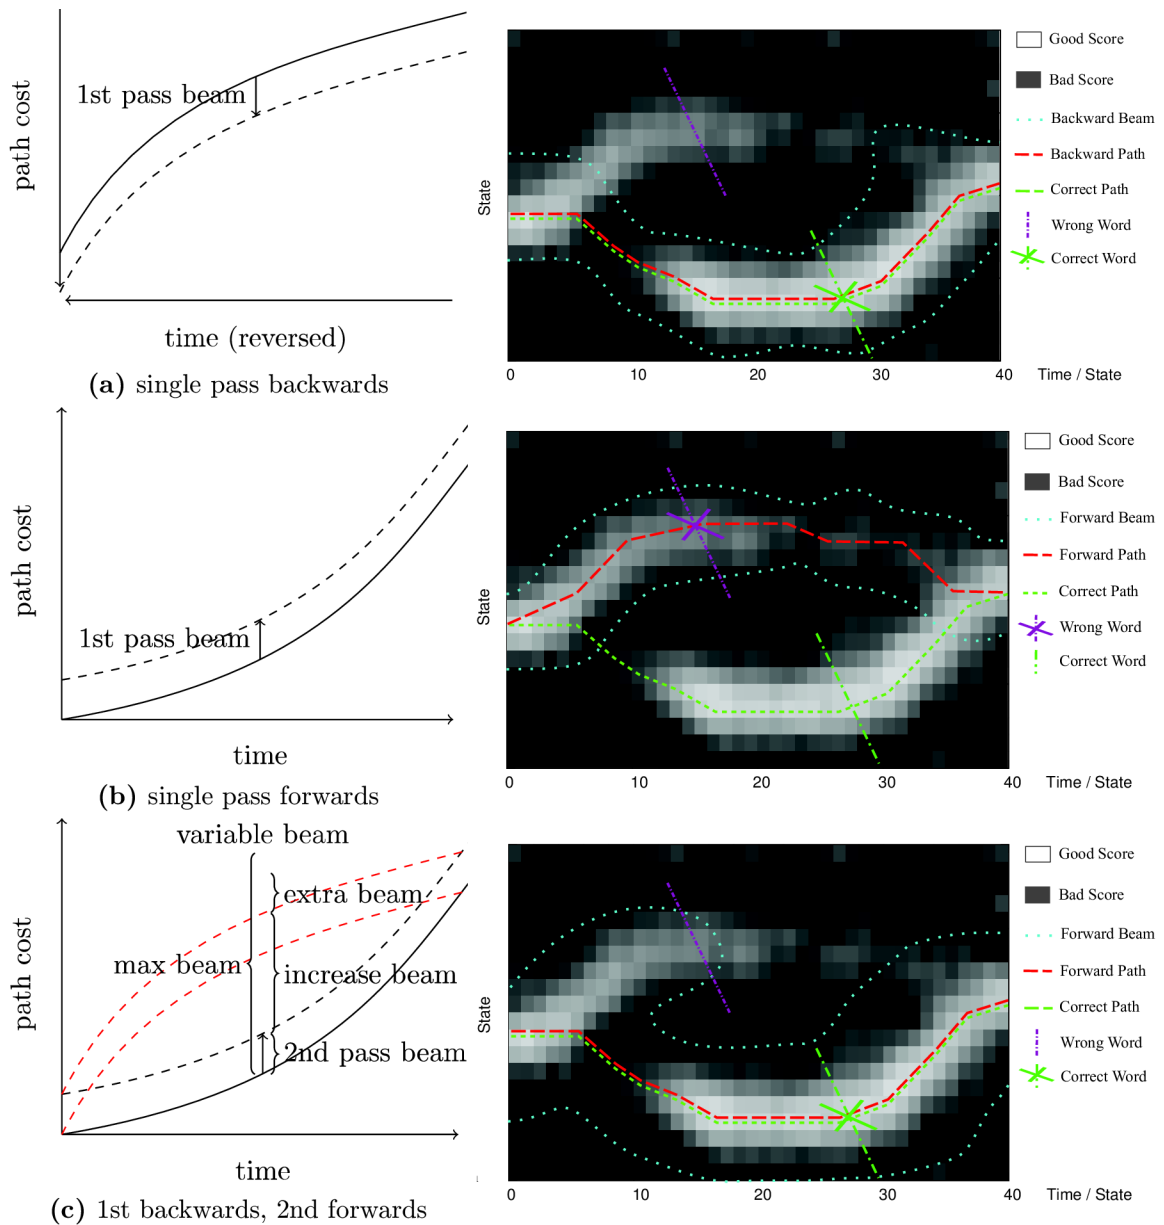 path cost
1st pass beam
time (reversed)
(a) single pass backwards
State
0 10 20 30 40 Time / State
Good Score
Bad Score
Backward Beam
Backward Path
Correct Path
Wrong Word
Correct Word
path cost
1st pass beam
time
(b) single pass forwards
State
0 10 20 30 40 Time / State
Good Score
Bad Score
Forward Beam
Forward Path
Correct Path
Wrong Word
Correct Word
variable beam
path cost
extra beam
max beam
increase beam
2nd pass beam
time
(c) 1st backwards, 2nd forwards
State
0 10 20 30 40 Time / State
Good Score
Bad Score
Forward Beam
Forward Path
Correct Path
Wrong Word
Correct Word